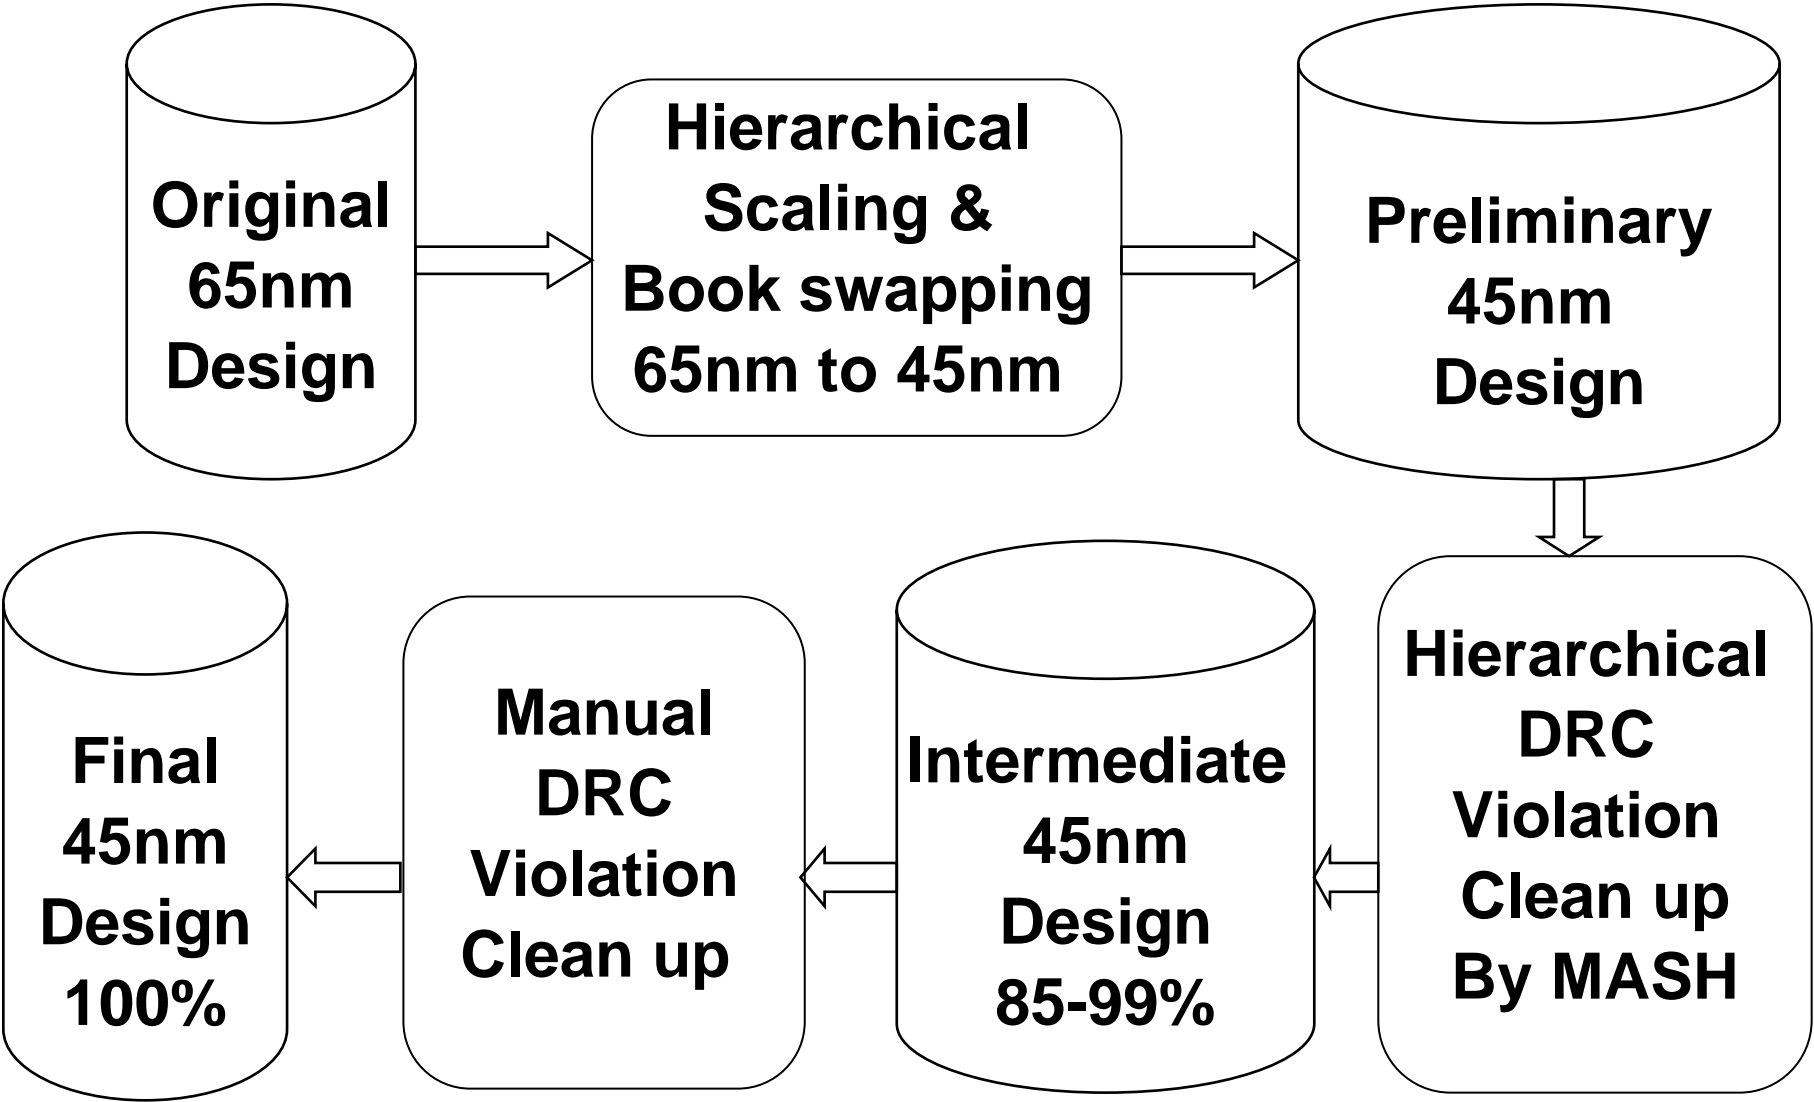 Original
65nm
Design
Hierarchical
Scaling &
Book swapping
65nm to 45nm
Preliminary
45nm
Design
Hierarchical
DRC
Violation
Clean up
By MASH
Intermediate
45nm
Design
85-99%
Manual
DRC
Violation
Clean up
Final
45nm
Design
100%